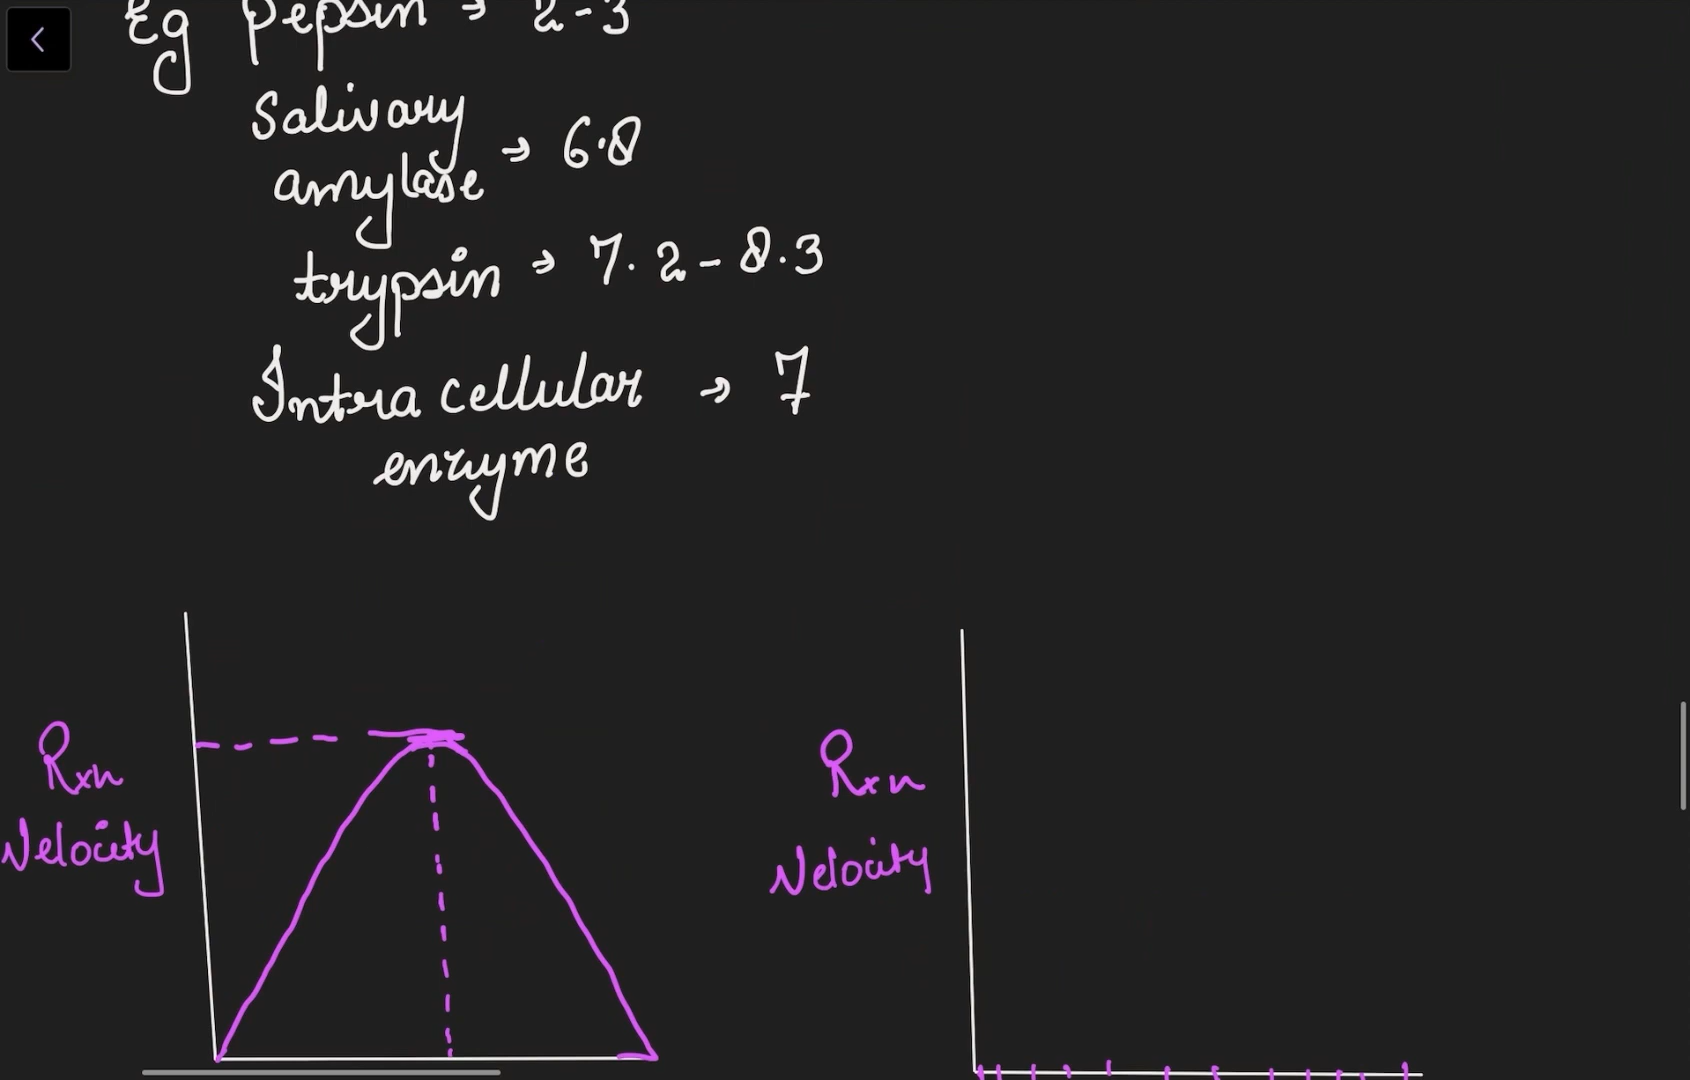 Eg pepsin → 2-3
Salivary
amylase → 6.8
trypsin → 7.2-8.3
Intra cellular → 7
enzyme
Rxn
Velocity
Rxn
Velocity